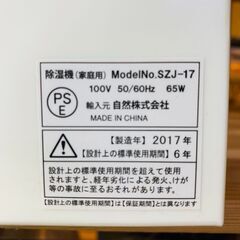 除湿機(家庭用) ModelNo.SZJ-17
100V 50/60Hz 65W
PS
E
輸入元 自然株式会社
MADE IN CHINA
【製造年】2017年
【設計上の標準使用期間】6年
設計上の標準使用期間を超えて使用
されますと、経年劣化による発火、けが
等の事故に至るおそれがあります。
【設計上の標準使用期間】は【保証期間】とは異なります。